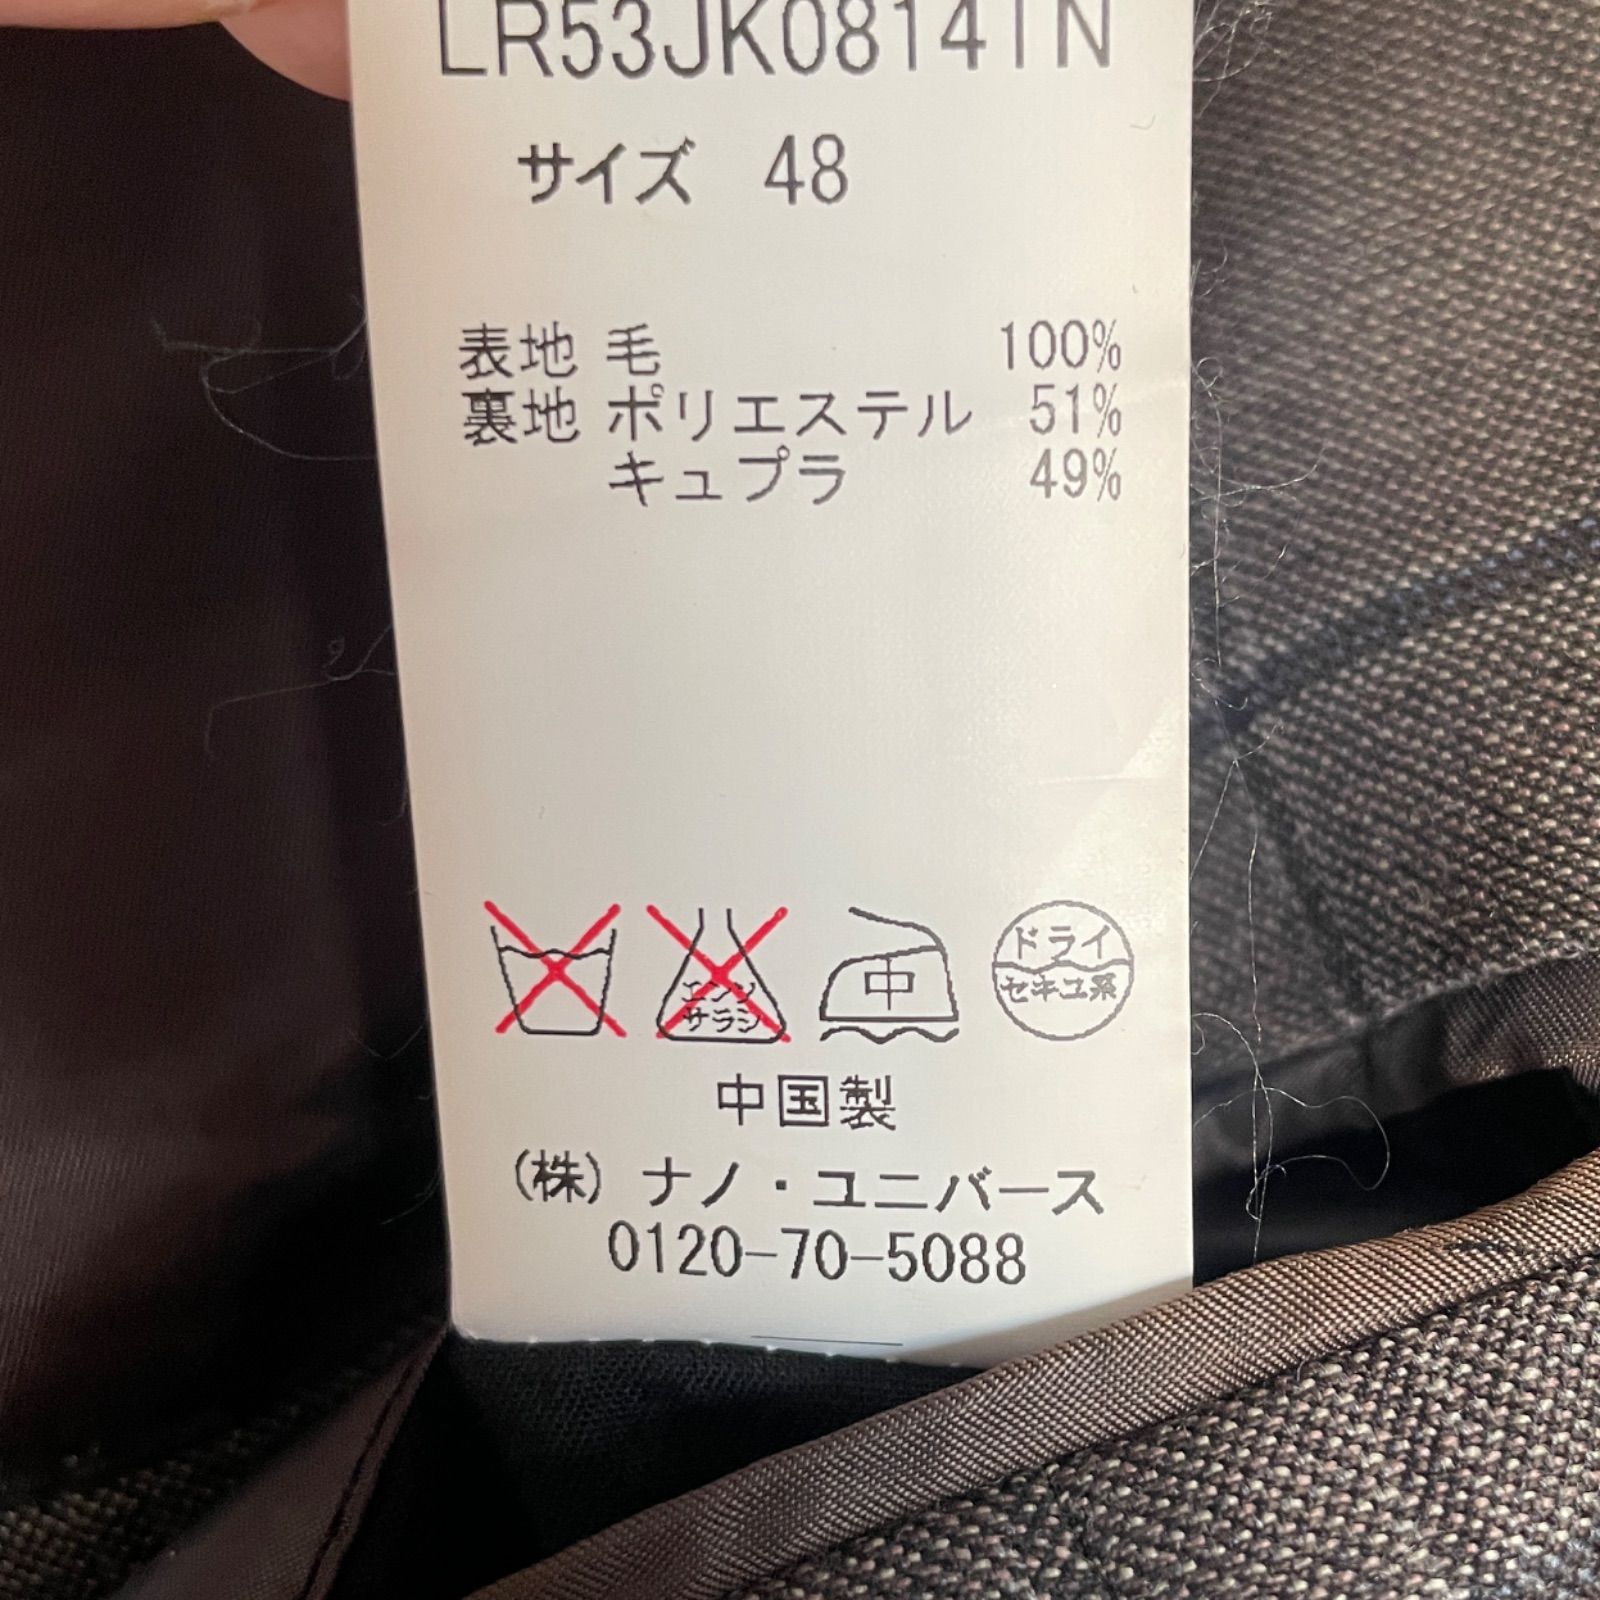 LR53JK0814TN
サイズ 48
表地 毛 100%
裏地 ポリエステル 51%
キュプラ 49%
エンソ サラシ
中
ドライ
セキユ系
中国製
(株)ナノ・ユニバース
0120-70-5088